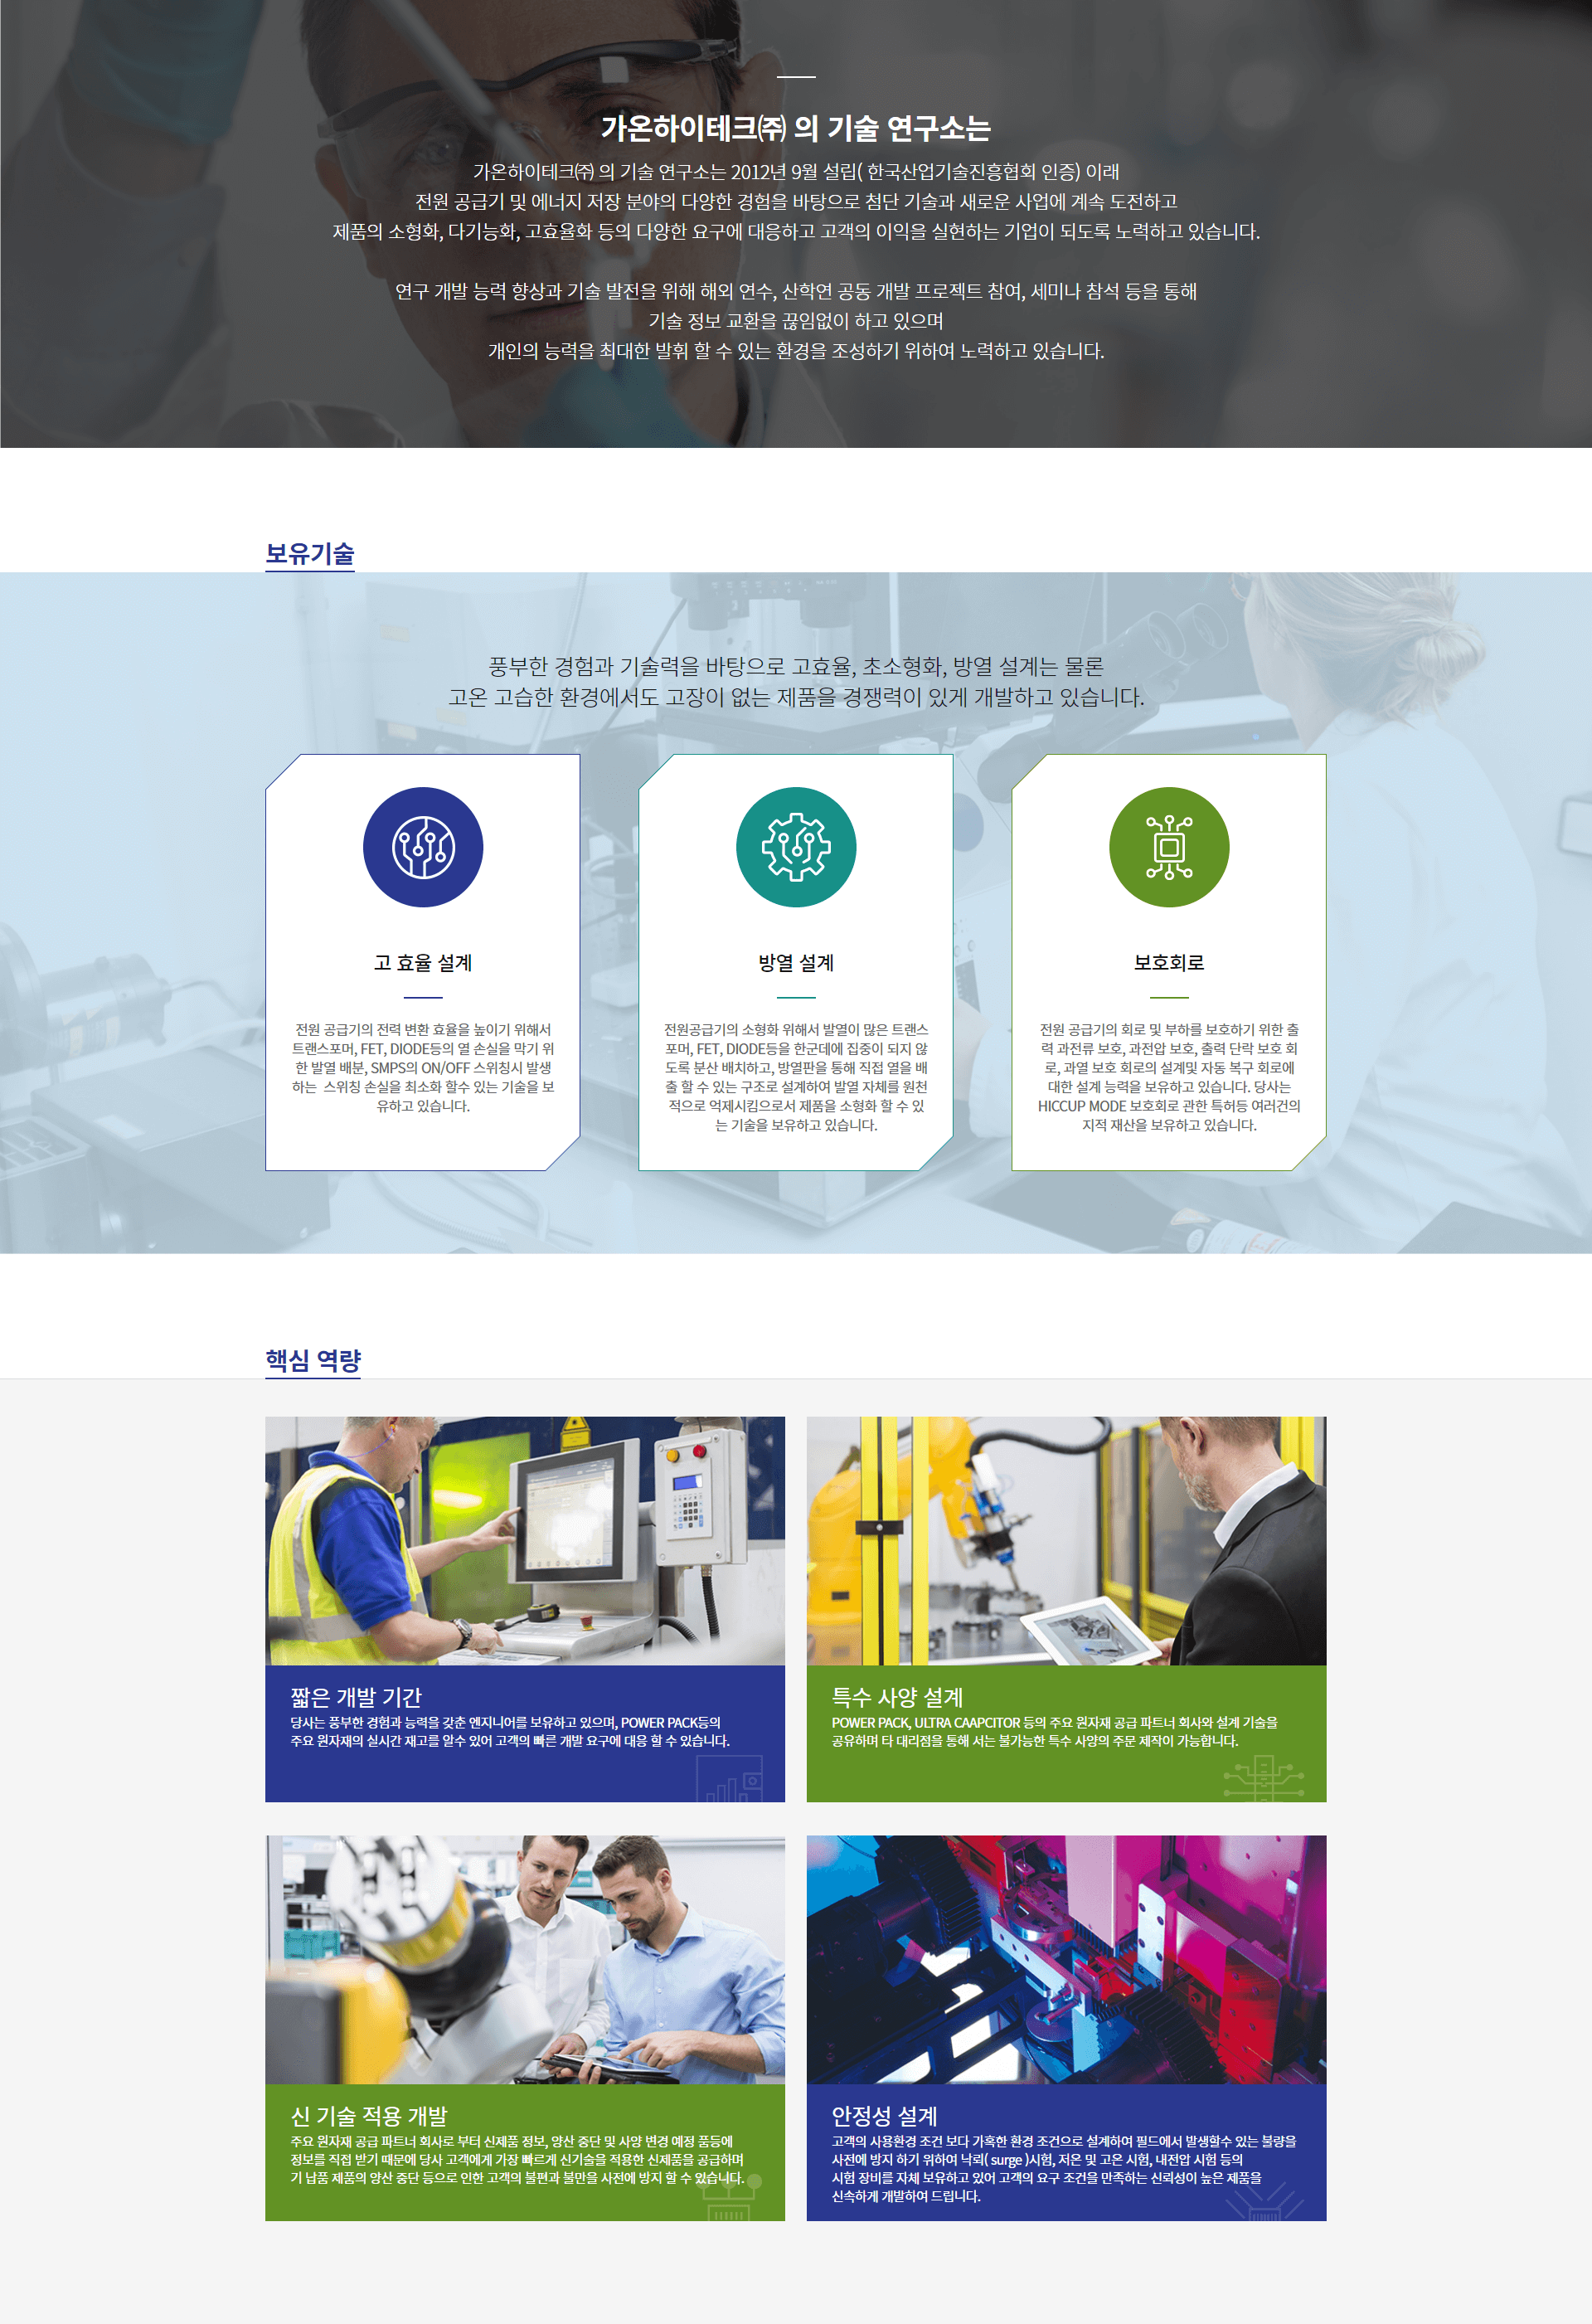 가온하이테크㈜ 의 기술 연구소는
가온하이테크㈜ 의 기술 연구소는 2012년 9월 설립( 한국산업기술진흥협회 인증) 이래
전원 공급기 및 에너지 저장 분야의 다양한 경험을 바탕으로 첨단 기술과 새로운 사업에 계속 도전하고
제품의 소형화, 다기능화, 고효율화 등의 다양한 요구에 대응하고 고객의 이익을 실현하는 기업이 되도록 노력하고 있습니다.
연구 개발 능력 향상과 기술 발전을 위해 해외 연수, 산학연 공동 개발 프로젝트 참여, 세미나 참석 등을 통해
기술 정보 교환을 끊임없이 하고 있으며
개인의 능력을 최대한 발휘 할 수 있는 환경을 조성하기 위하여 노력하고 있습니다.
보유기술
풍부한 경험과 기술력을 바탕으로 고효율, 초소형화, 방열 설계는 물론
고온 고습한 환경에서도 고장이 없는 제품을 경쟁력이 있게 개발하고 있습니다.
고 효율 설계
전원 공급기의 전력 변환 효율을 높이기 위해서
트랜스포머, FET, DIODE등의 열 손실을 막기 위
한 발열 배분, SMPS의 ON/OFF 스위칭시 발생
하는 스위칭 손실을 최소화 할수 있는 기술을 보
유하고 있습니다.
방열 설계
전원공급기의 소형화 위해서 발열이 많은 트랜스
포머, FET, DIODE등을 한군데에 집중이 되지 않
도록 분산 배치하고, 방열판을 통해 직접 열을 배
출 할 수 있는 구조로 설계하여 발열 자체를 원천
적으로 억제시킴으로서 제품을 소형화 할 수 있
는 기술을 보유하고 있습니다.
보호회로
전원 공급기의 회로 및 부하를 보호하기 위한 출
력 과전류 보호, 과전압 보호, 출력 단락 보호 회
로, 과열 보호 회로의 설계및 자동 복구 회로에
대한 설계 능력을 보유하고 있습니다. 당사는
HICCUP MODE 보호회로 관한 특허등 여러건의
지적 재산을 보유하고 있습니다.
핵심 역량
짧은 개발 기간
당사는 풍부한 경험과 능력을 갖춘 엔지니어를 보유하고 있으며, POWER PACK등의
주요 원자재의 실시간 재고를 알수 있어 고객의 빠른 개발 요구에 대응 할 수 있습니다.
특수 사양 설계
POWER PACK, ULTRA CAAPCITOR 등의 주요 원자재 공급 파트너 회사와 설계 기술을
공유하며 타 대리점을 통해 서는 불가능한 특수 사양의 주문 제작이 가능합니다.
신 기술 적용 개발
주요 원자재 공급 파트너 회사로 부터 신제품 정보, 양산 중단 및 사양 변경 예정 품등에
정보를 직접 받기 때문에 당사 고객에게 가장 빠르게 신기술을 적용한 신제품을 공급하며
기 납품 제품의 양산 중단 등으로 인한 고객의 불편과 불만을 사전에 방지 할 수 있습니다.
안정성 설계
고객의 사용환경 조건 보다 가혹한 환경 조건으로 설계하여 필드에서 발생할수 있는 불량을
사전에 방지 하기 위하여 낙뢰( surge )시험, 저온 및 고온 시험, 내전압 시험 등의
시험 장비를 자체 보유하고 있어 고객의 요구 조건을 만족하는 신뢰성이 높은 제품을
신속하게 개발하여 드립니다.